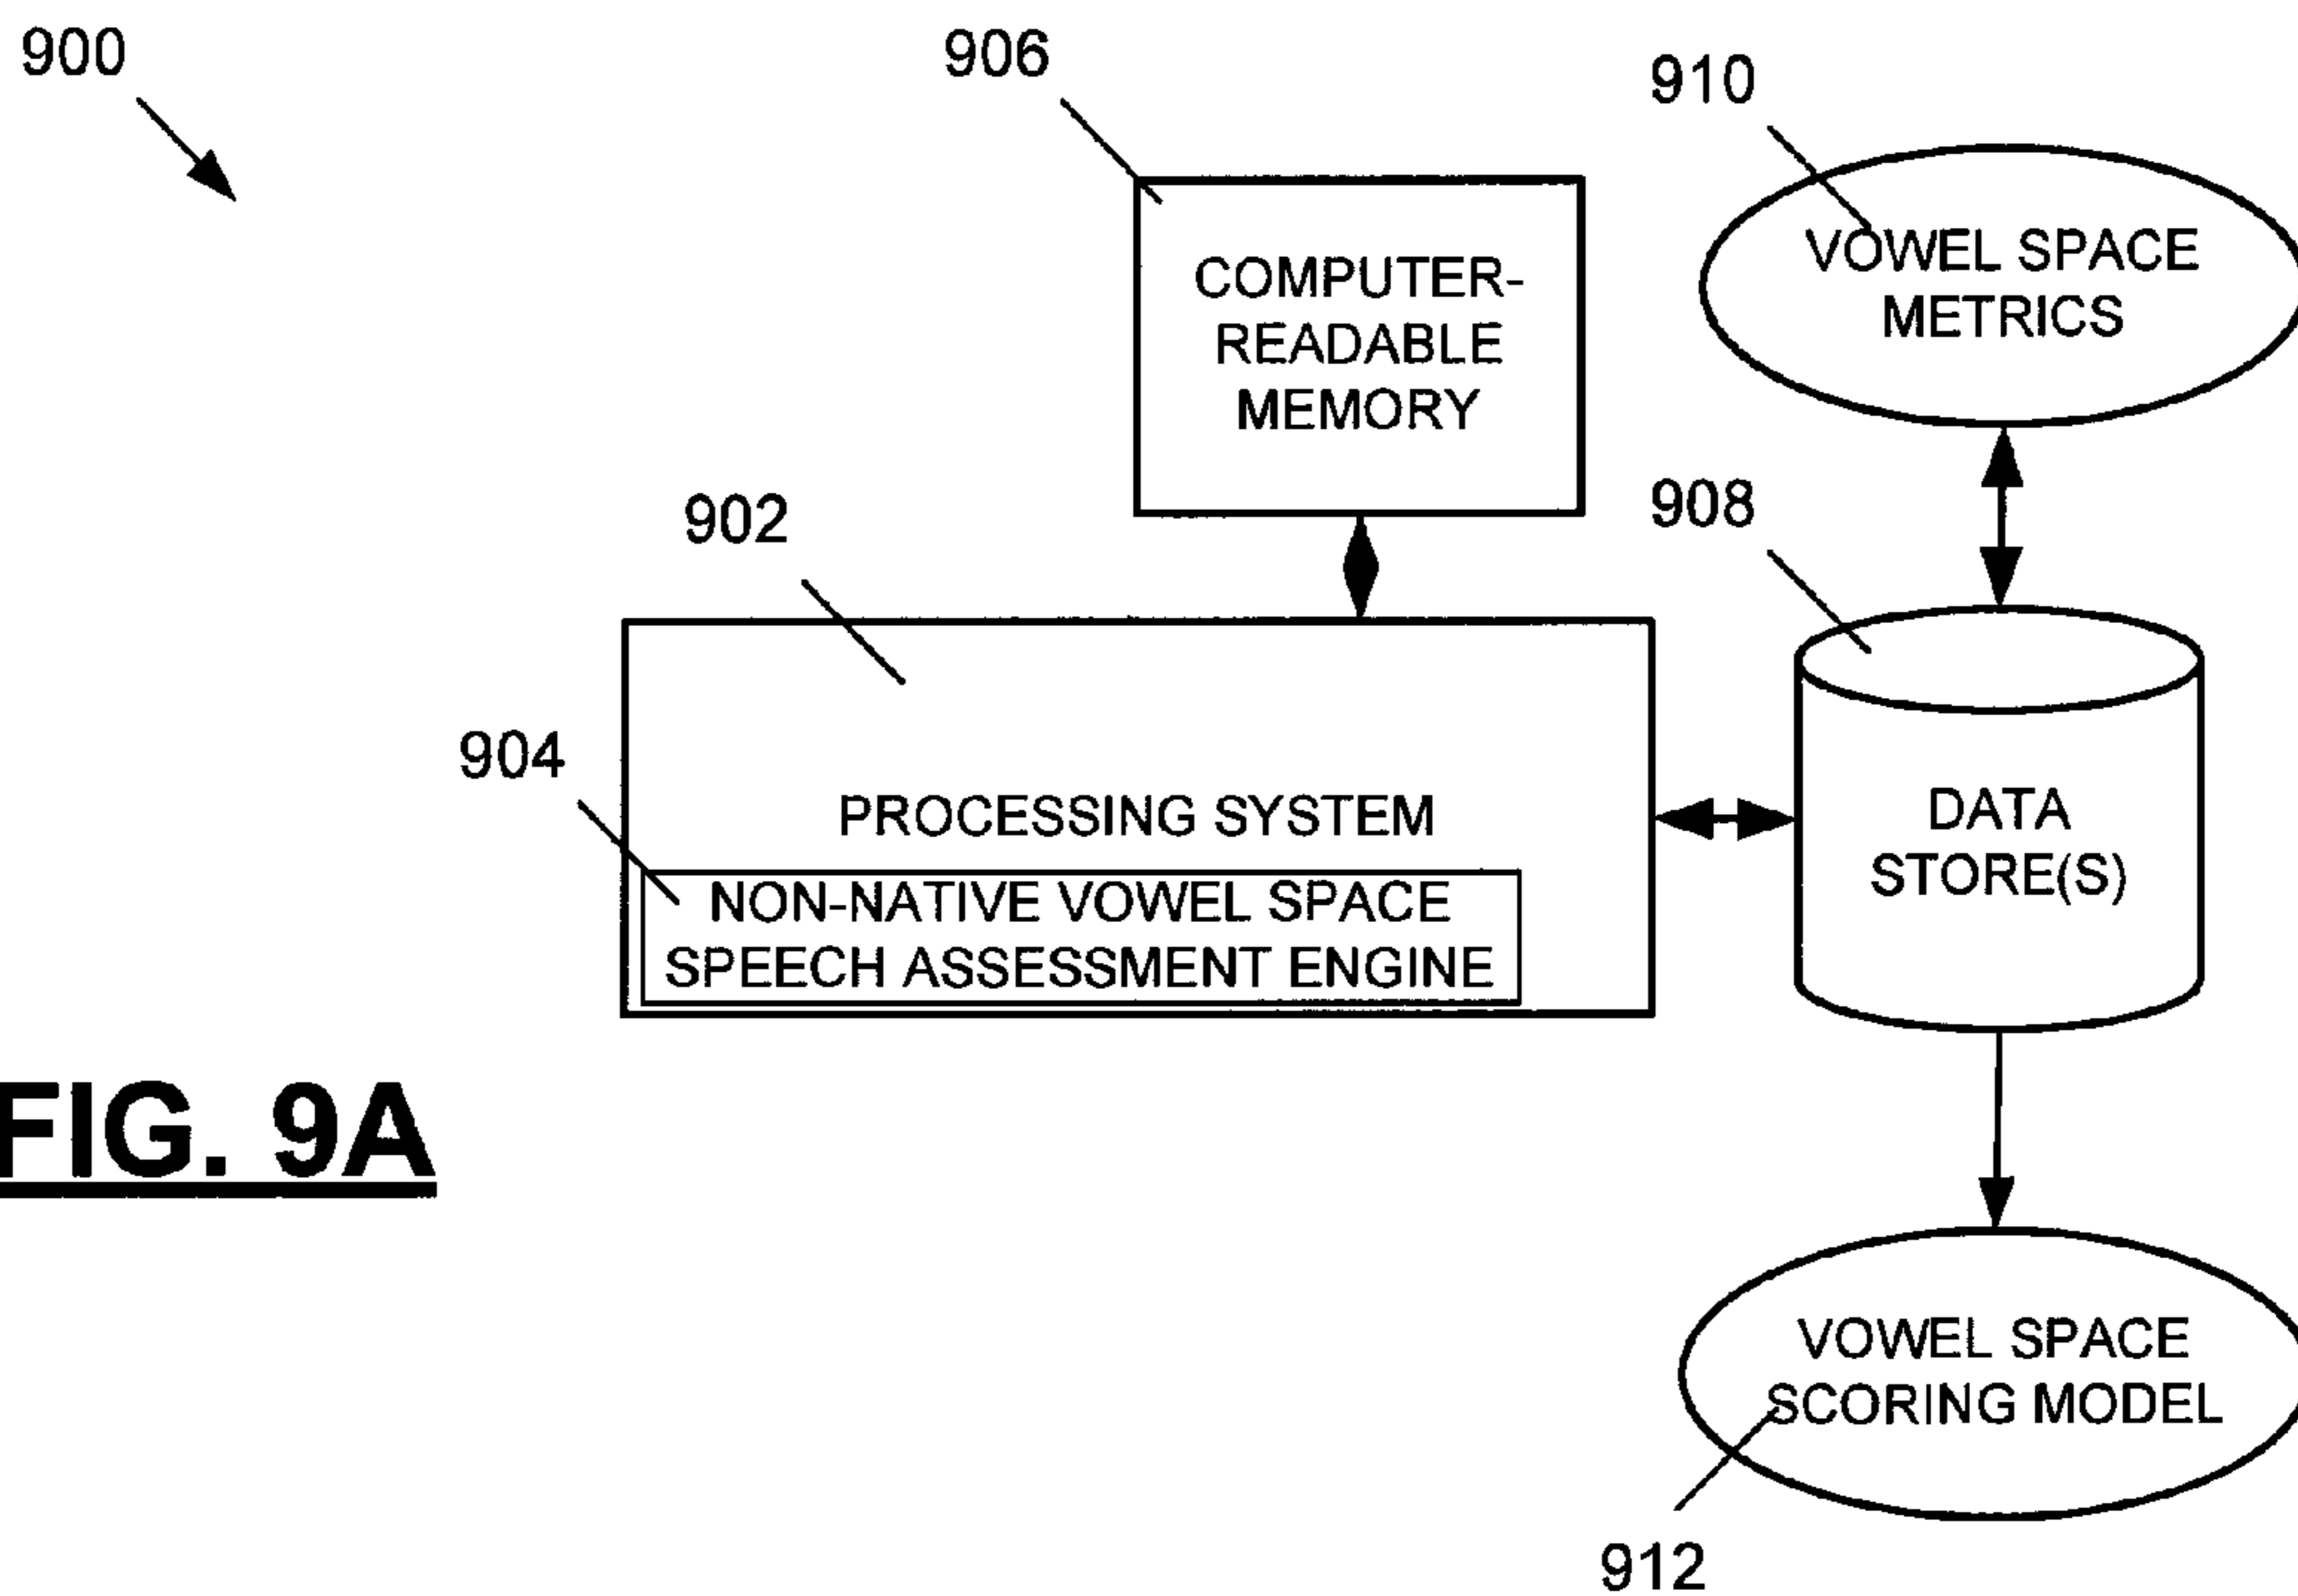 900
906
910
VOWEL SPACE
METRICS
COMPUTER-
READABLE
MEMORY
902
908
904
PROCESSING SYSTEM
NON-NATIVE VOWEL SPACE
SPEECH ASSESSMENT ENGINE
DATA
STORE(S)
FIG. 9A
VOWEL SPACE
SCORING MODEL
912